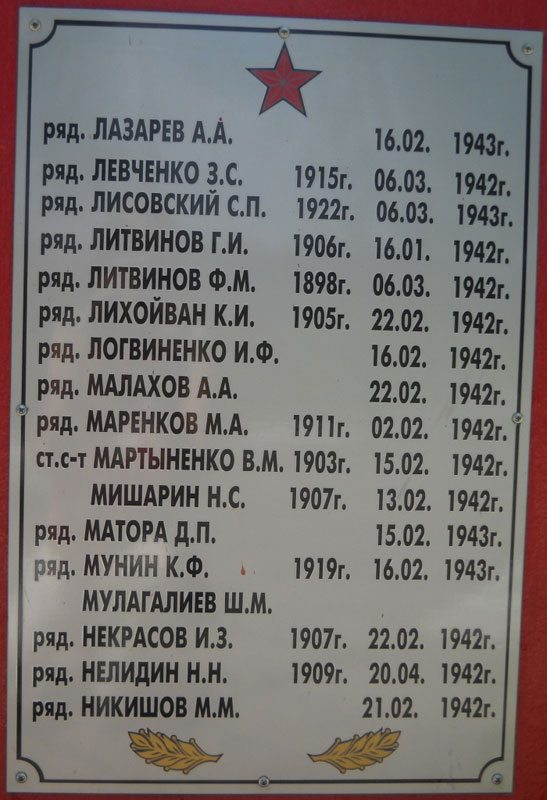 ряд. ЛАЗАРЕВ А.А. 16.02. 1943г.
ряд. ЛЕВЧЕНКО З.С. 1915г. 06.03. 1942г.
ряд. ЛИСОВСКИЙ С.П. 1922г. 06.03. 1943г.
ряд. ЛИТВИНОВ Г.И. 1906г. 16.01. 1942г.
ряд. ЛИТВИНОВ Ф.М. 1898г. 06.03. 1942г.
ряд. ЛИХОЙВАН К.И. 1905г. 22.02. 1942г.
ряд. ЛОГВИНЕНКО И.Ф. 16.02. 1942г.
ряд. МАЛАХОВ А.А. 22.02. 1942г.
ряд. МАРЕНКОВ М.А. 1911г. 02.02. 1942г.
ст.с-т МАРТЫНЕНКО В.М. 1903г. 15.02. 1942г.
МИШАРИН Н.С. 1907г. 13.02. 1942г.
ряд. МАТОРА Д.П. 15.02. 1943г.
ряд. МУНИН К.Ф. 1919г. 16.02. 1943г.
МУЛАГАЛИЕВ Ш.М.
ряд. НЕКРАСОВ И.З. 1907г. 22.02. 1942г.
ряд. НЕЛИДИН Н.Н. 1909г. 20.04. 1942г.
ряд. НИКИШОВ М.М. 21.02. 1942г.